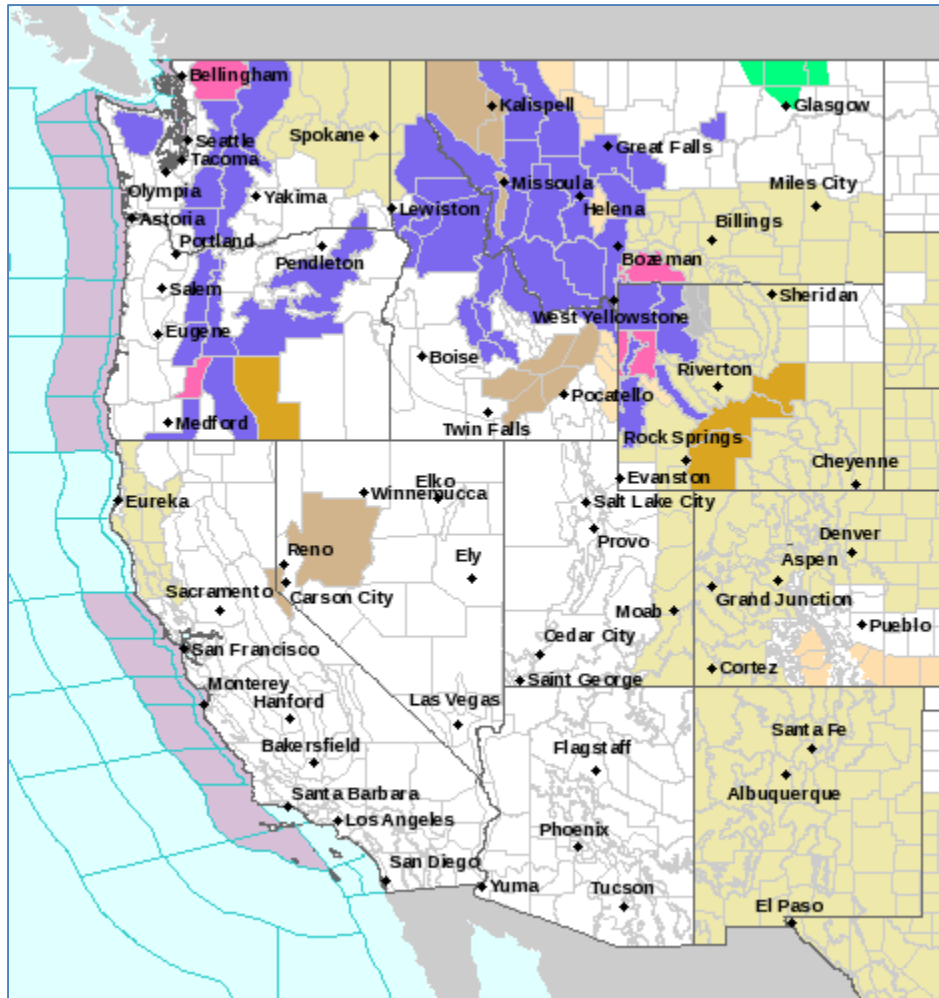 Bellingham
Kalispell
Glasgow
Spokane
Seattle
Great Falls
Tacoma
Missoula
Miles City
Olympia
Yakima
Helena
Lewiston
Astoria
Billings
Portland
Bozeman
Pendleton
Salem
Sheridan
West Yellowstone
Eugene
Boise
Riverton
Pocatello
Medford
Twin Falls
Rock Springs
Cheyenne
Evanston
Elko
Winnemucca
Eureka
Salt Lake City
Provo
Denver
Reno
Ely
Aspen
Sacramento
Carson City
Grand Junction
Moab
Pueblo
Cedar City
San Francisco
Cortez
Saint George
Monterey
Las Vegas
Hanford
Santa Fe
Bakersfield
Flagstaff
Albuquerque
Santa Barbara
Los Angeles
Phoenix
San Diego
Yuma
Tucson
El Paso